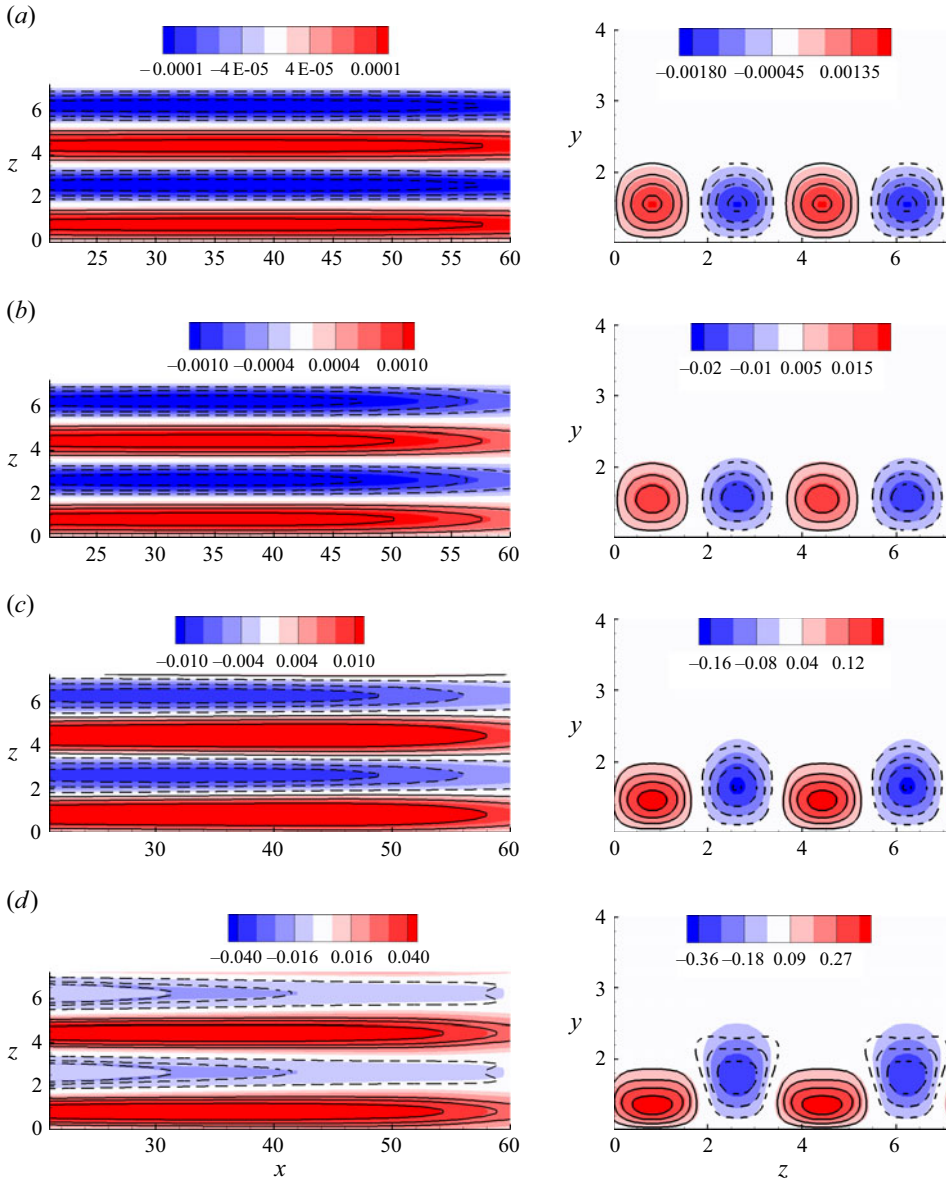 (a)
−0.0001 −4 E-05 4 E-05 0.0001
−0.00180 −0.00045 0.00135
z
6
4
2
0
25 30 35 40 45 50 55 60
y
4
3
2
0 2 4 6
(b)
−0.0010 −0.0004 0.0004 0.0010
−0.02 −0.01 0.005 0.015
z
6
4
2
0
25 30 35 40 45 50 55 60
y
4
3
2
0 2 4 6
(c)
−0.010 −0.004 0.004 0.010
−0.16 −0.08 0.04 0.12
z
6
4
2
0
30 40 50 60
y
4
3
2
0 2 4 6
(d)
−0.040 −0.016 0.016 0.040
−0.36 −0.18 0.09 0.27
z
6
4
2
0
30 40 50 60
x
y
4
3
2
0 2 4 6
z